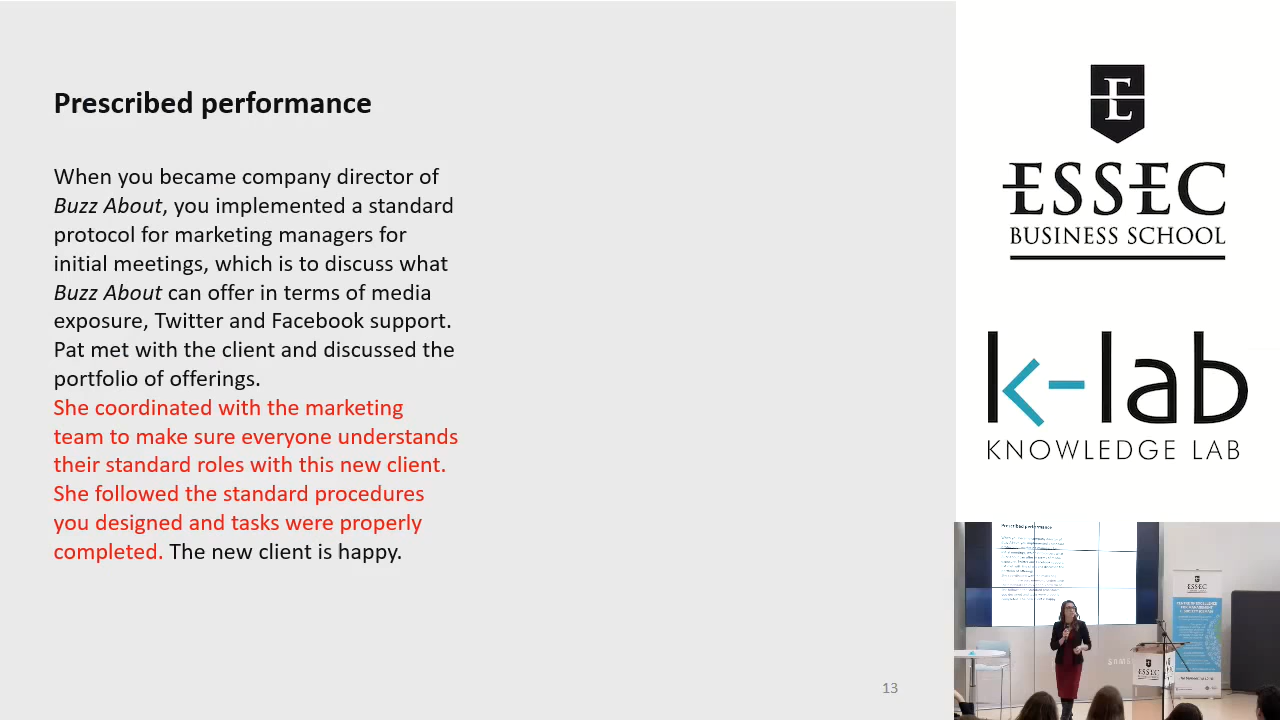 Prescribed performance
When you became company director of
Buzz About, you implemented a standard
protocol for marketing managers for
initial meetings, which is to discuss what
Buzz About can offer in terms of media
exposure, Twitter and Facebook support.
Pat met with the client and discussed the
portfolio of offerings.
She coordinated with the marketing
team to make sure everyone understands
their standard roles with this new client.
She followed the standard procedures
you designed and tasks were properly
completed. The new client is happy.
13
E
ESSEC
BUSINESS SCHOOL
k-lab
KNOWLEDGE LAB
Prescribed performance
ESSEC
ESSEC